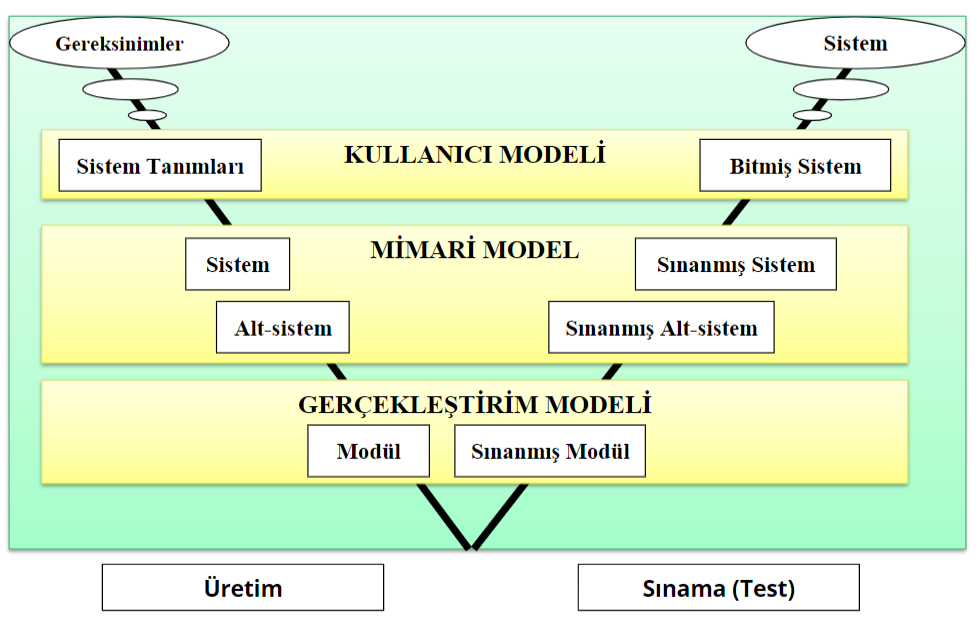 Gereksinimler
Sistem
KULLANICI MODELİ
Sistem Tanımları
Bitmiş Sistem
MİMARİ MODEL
Sistem
Sınanmış Sistem
Alt-sistem
Sınanmış Alt-sistem
GERÇEKLEŞTİRİM MODELİ
Modül
Sınanmış Modül
Üretim
Sınama (Test)